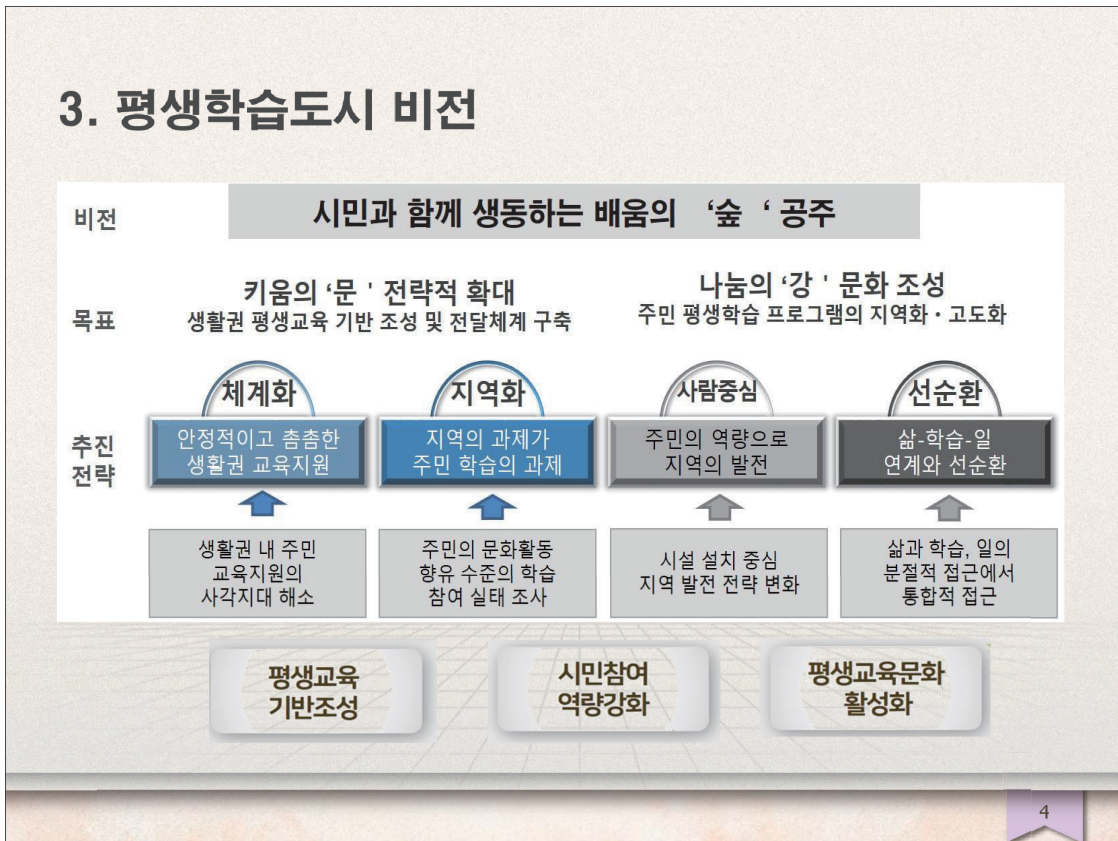 3. 평생학습도시 비전
비전
시민과 함께 생동하는 배움의 ‘숲 ‘ 공주
목표
키움의 ‘문 ' 전략적 확대
생활권 평생교육 기반 조성 및 전달체계 구축
나눔의 ‘강 ' 문화 조성
주민 평생학습 프로그램의 지역화·고도화
추진
전략
체계화
안정적이고 촘촘한
생활권 교육지원
지역화
지역의 과제가
주민 학습의 과제
사람중심
주민의 역량으로
지역의 발전
선순환
삶-학습-일
연계와 선순환
생활권 내 주민
교육지원의
사각지대 해소
주민의 문화활동
향유 수준의 학습
참여 실태 조사
시설 설치 중심
지역 발전 전략 변화
삶과 학습, 일의
분절적 접근에서
통합적 접근
평생교육
기반조성
시민참여
역량강화
평생교육문화
활성화
4